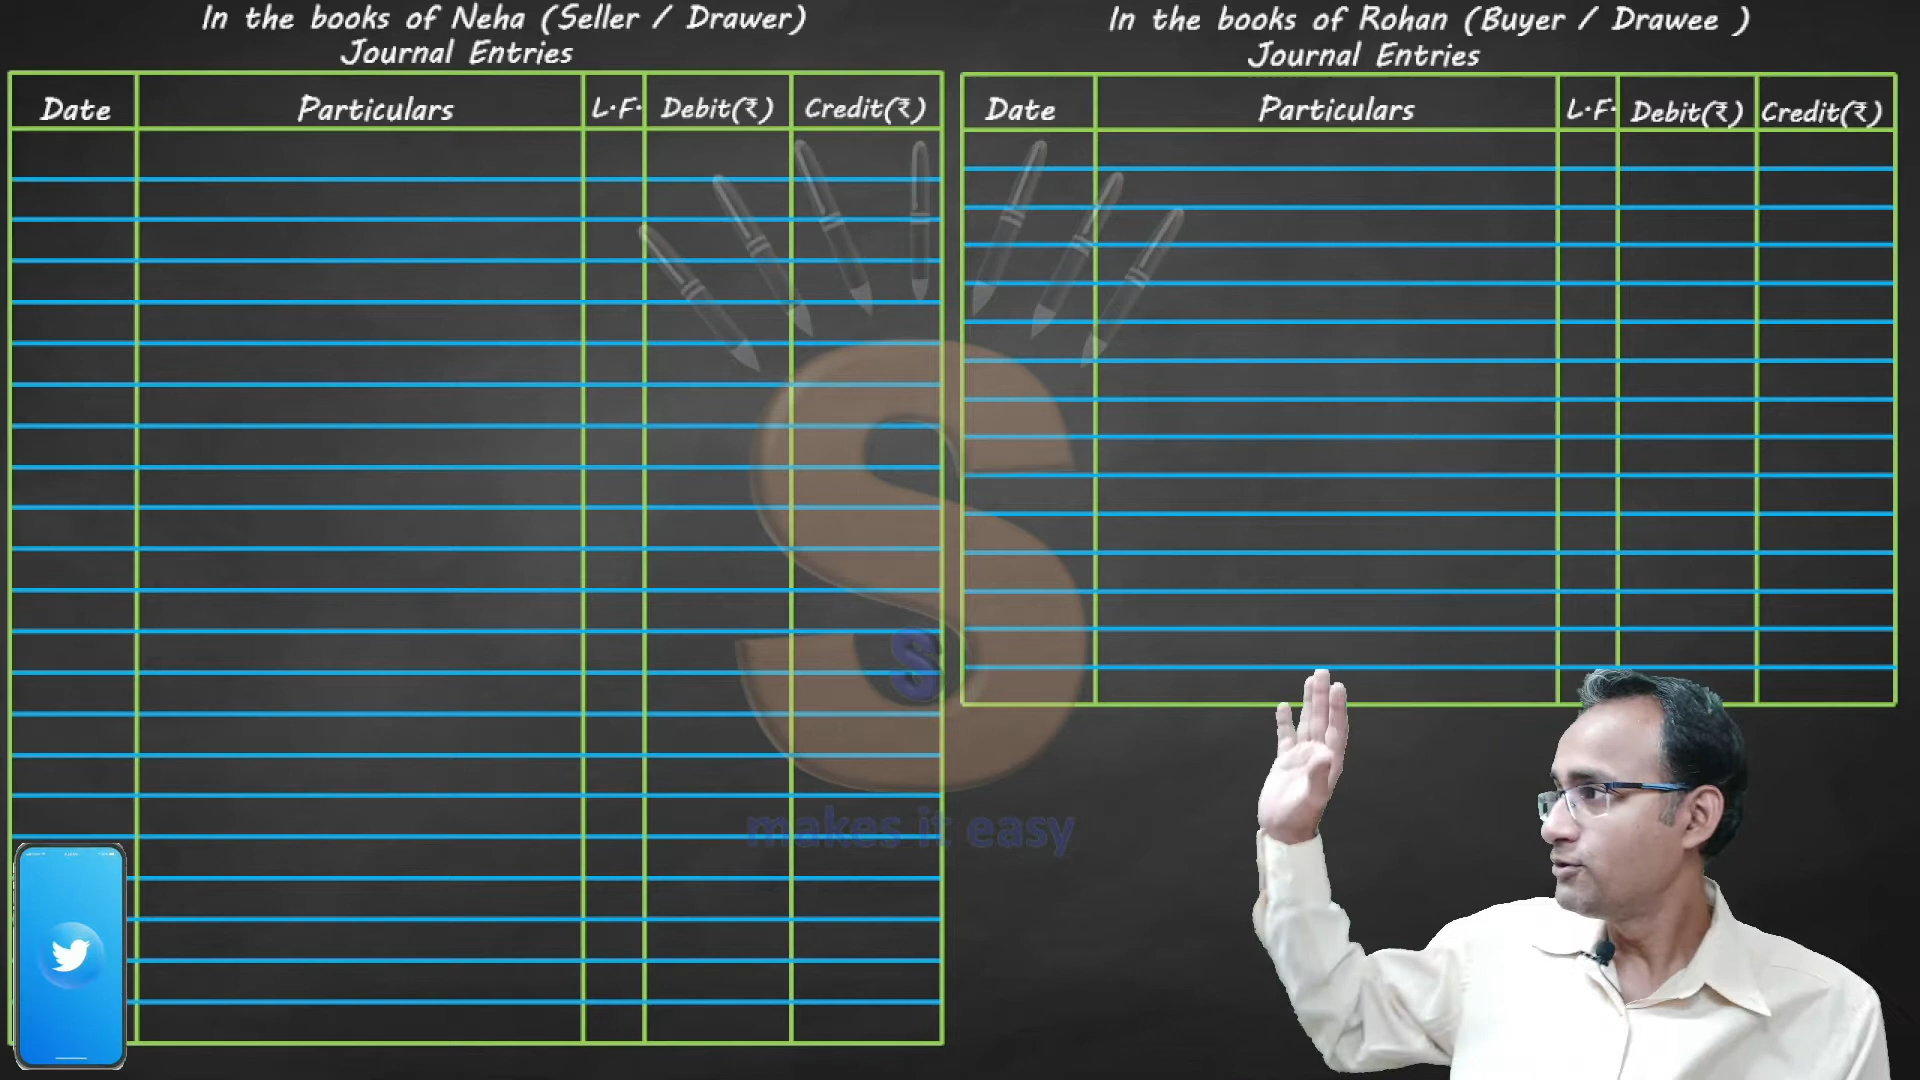 In the books of Neha (Seller / Drawer)
Journal Entries
Date Particulars L.F. Debit(₹) Credit(₹)
In the books of Rohan (Buyer / Drawee )
Journal Entries
Date Particulars L.F. Debit(₹) Credit(₹)
S
S
makes it easy